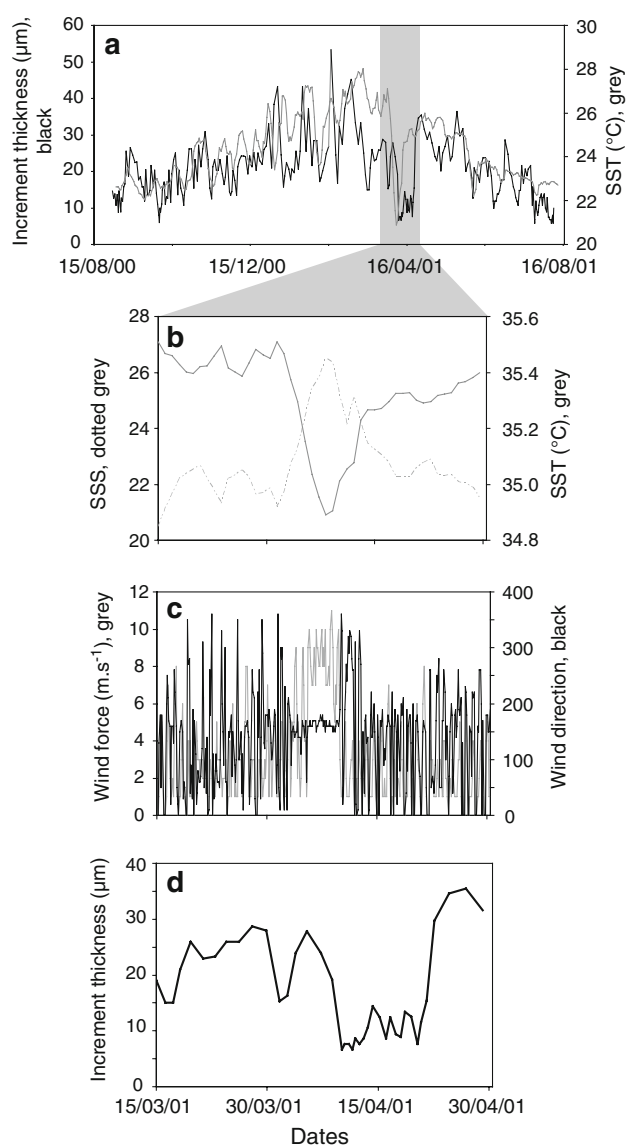 a
Increment thickness (µm),
black
60
50
40
30
20
10
0
30
28
26
24
22
20
SST (°C), grey
15/08/00 15/12/00 16/04/01 16/08/01
b
SSS, dotted grey
28
26
24
22
20
35.6
35.4
35.2
35.0
34.8
SST (°C), grey
c
Wind force (m.s⁻¹), grey
12
10
8
6
4
2
0
400
300
200
100
0
Wind direction, black
d
Increment thickness (µm)
40
30
20
10
0
15/03/01 30/03/01 15/04/01 30/04/01
Dates